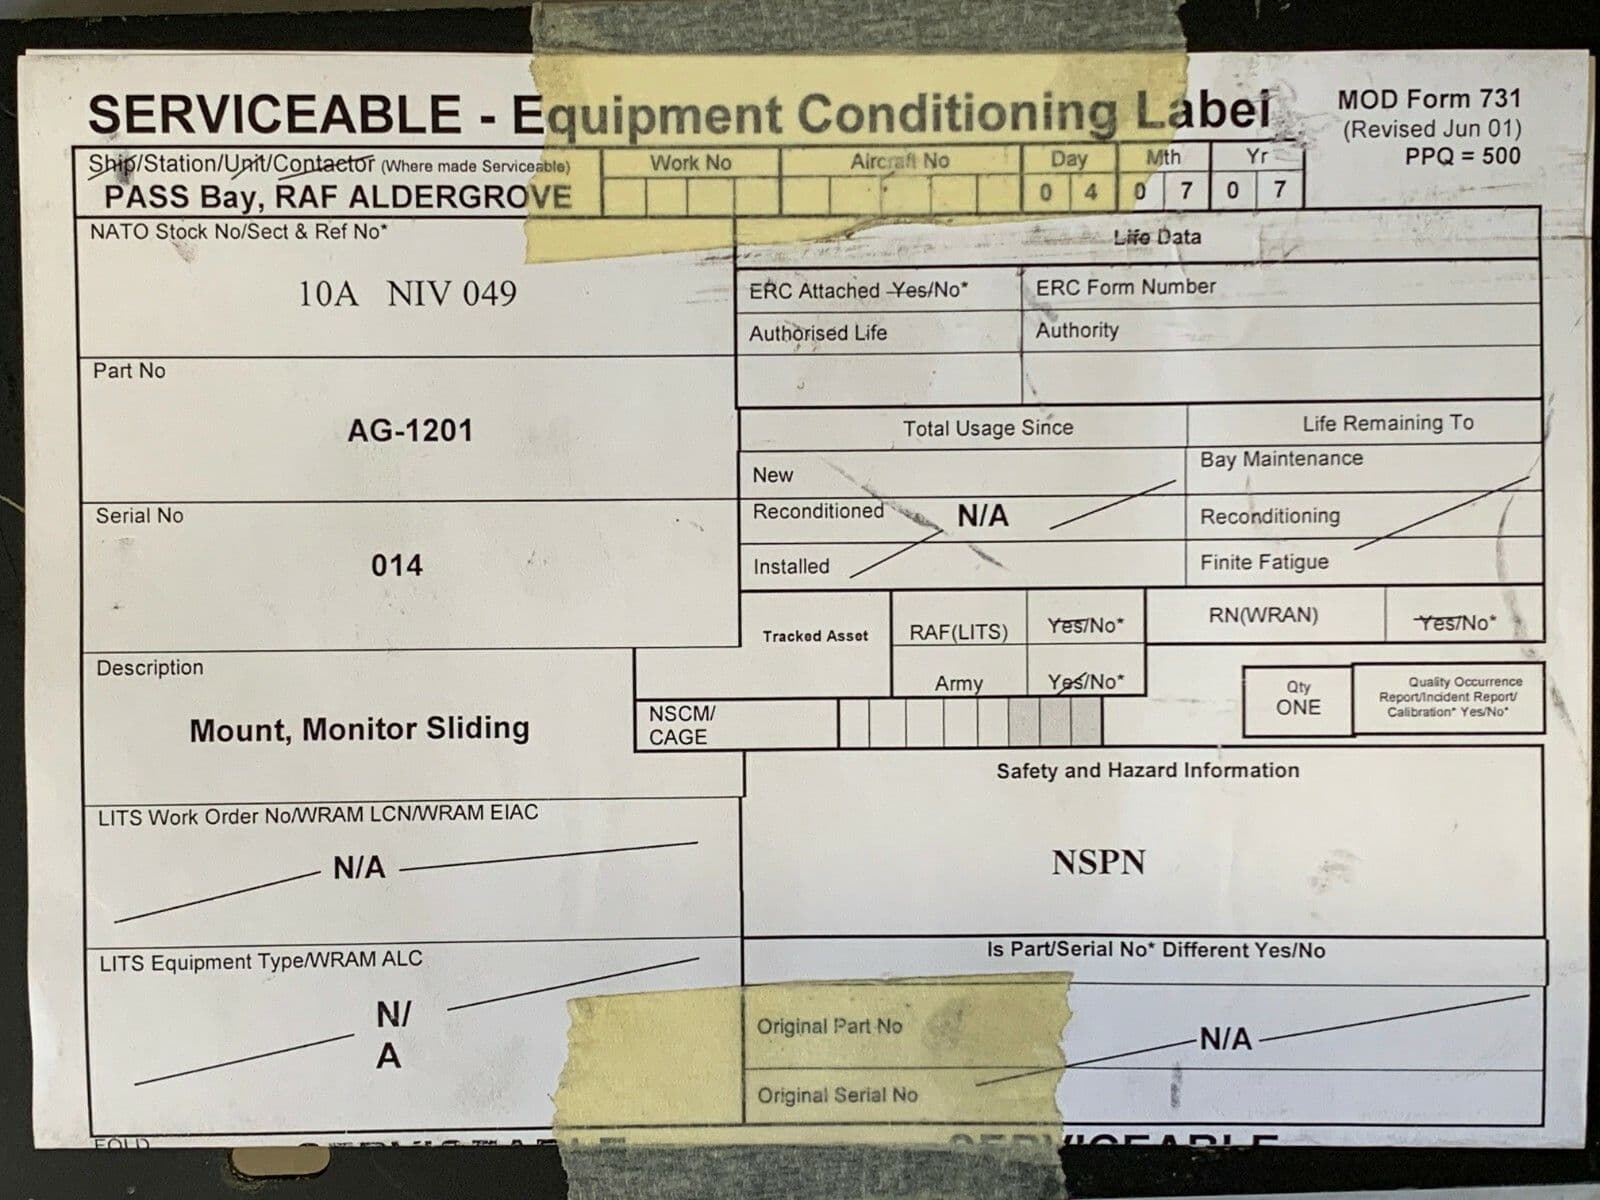 SERVICEABLE - Equipment Conditioning Label
MOD Form 731
(Revised Jun 01)
PPQ = 500
Ship/Station/Unit/Contactor (Where made Serviceable)
PASS Bay, RAF ALDERGROVE
Work No
Aircraft No
Day
Mth
Yr
0 4 0 7 0 7
NATO Stock No/Sect & Ref No*
10A NIV 049
Life Data
ERC Attached Yes/No*
ERC Form Number
Authorised Life
Authority
Part No
AG-1201
Total Usage Since
Life Remaining To
New
Reconditioned
N/A
Installed
Bay Maintenance
Reconditioning
Finite Fatigue
Serial No
014
Tracked Asset
RAF(LITS)
Yes/No*
RN(WRAN)
Yes/No*
Army
Yes/No*
Description
Mount, Monitor Sliding
NSCM/
CAGE
Qty
ONE
Quality Occurrence
Report/Incident Report/
Calibration* Yes/No*
Safety and Hazard Information
NSPN
LITS Work Order No/WRAM LCN/WRAM EIAC
N/A
LITS Equipment Type/WRAM ALC
N/
A
Is Part/Serial No* Different Yes/No
Original Part No
N/A
Original Serial No
FOLD
SERVICEABLE
SERVICEABLE